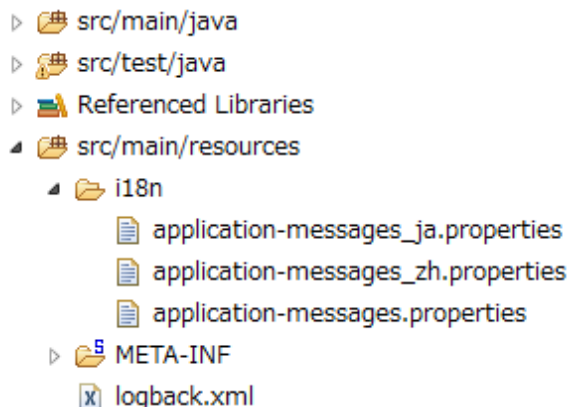 src/main/java
src/test/java
Referenced Libraries
src/main/resources
i18n
application-messages_ja.properties
application-messages_zh.properties
application-messages.properties
S META-INF
x logback.xml